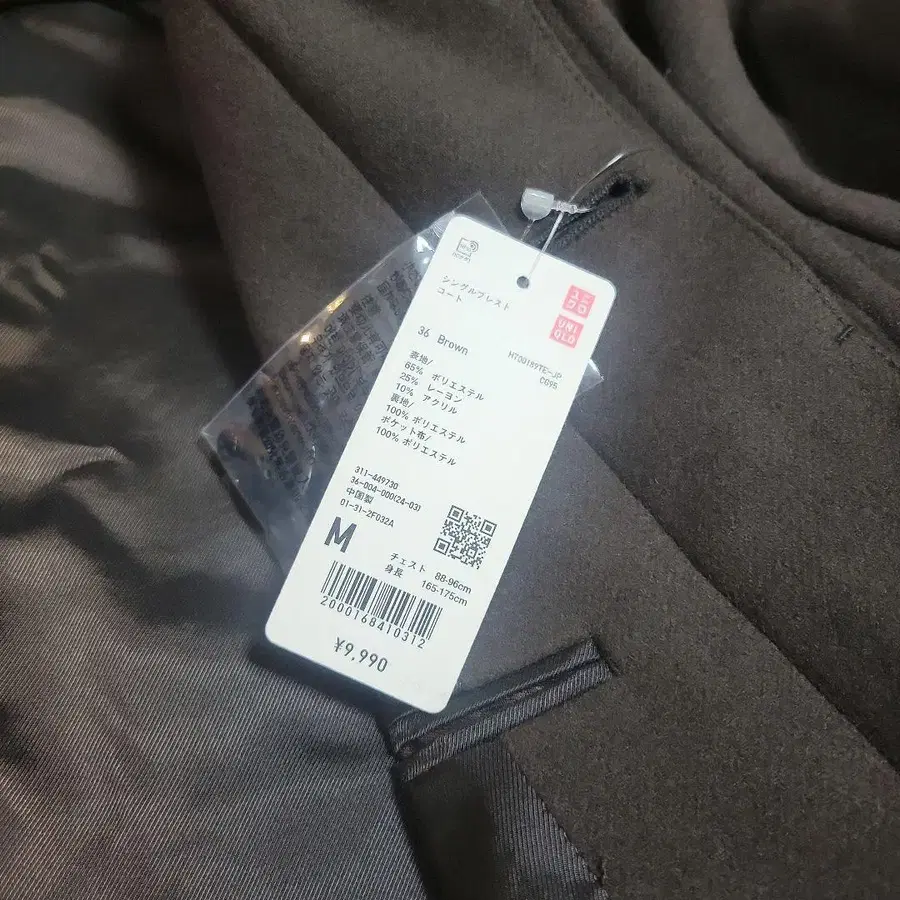 シングルブレスト
コート
ユニ
クロ
UNI
QLO
36 Brown
HT00189TE-JP
CG95
表地/
65% ポリエステル
25% レーヨン
10% アクリル
裏地/
100% ポリエステル
ポケット布/
100% ポリエステル
311-449730
36-004-000(24-03)
中国製
01-31-2F032A
M
チェスト 88-96cm
身長 165-175cm
2000168410312
¥9,990